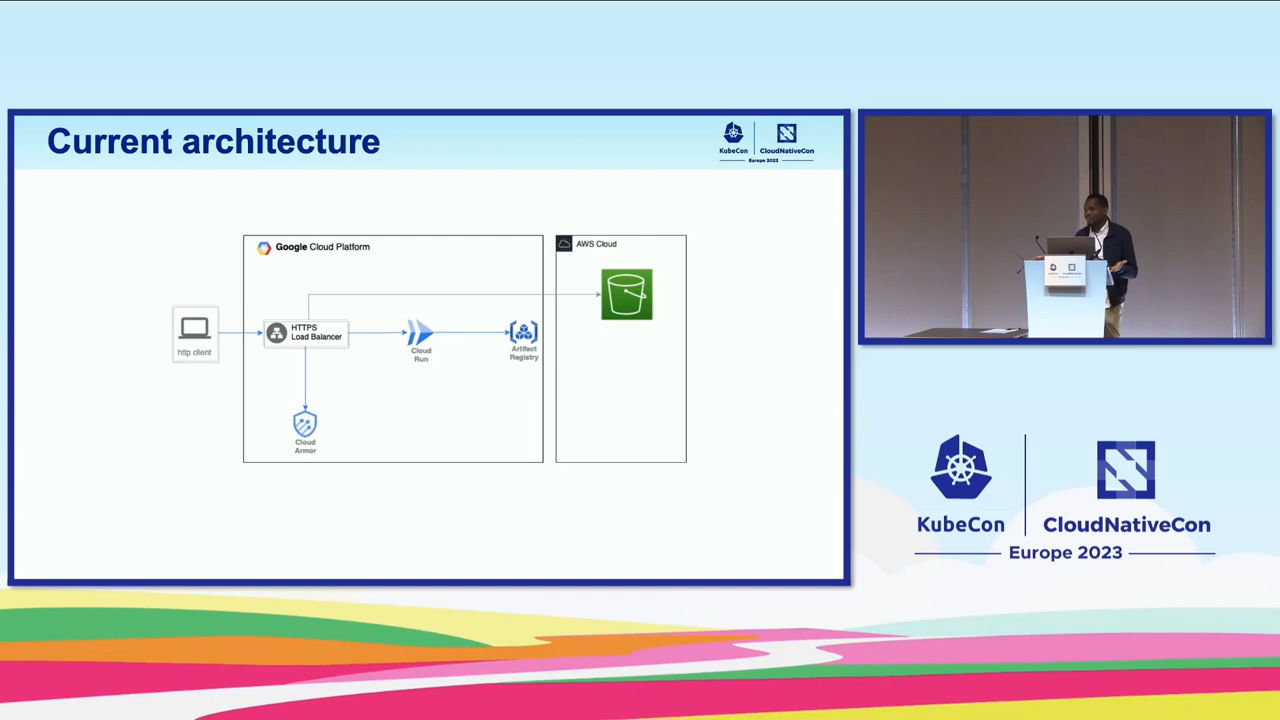 Current architecture
KubeCon
CloudNativeCon
Europe 2023
Google Cloud Platform
AWS Cloud
http client
HTTPS
Load Balancer
Cloud
Run
Artifact
Registry
Cloud
Armor
KubeCon
CloudNativeCon
Europe 2023